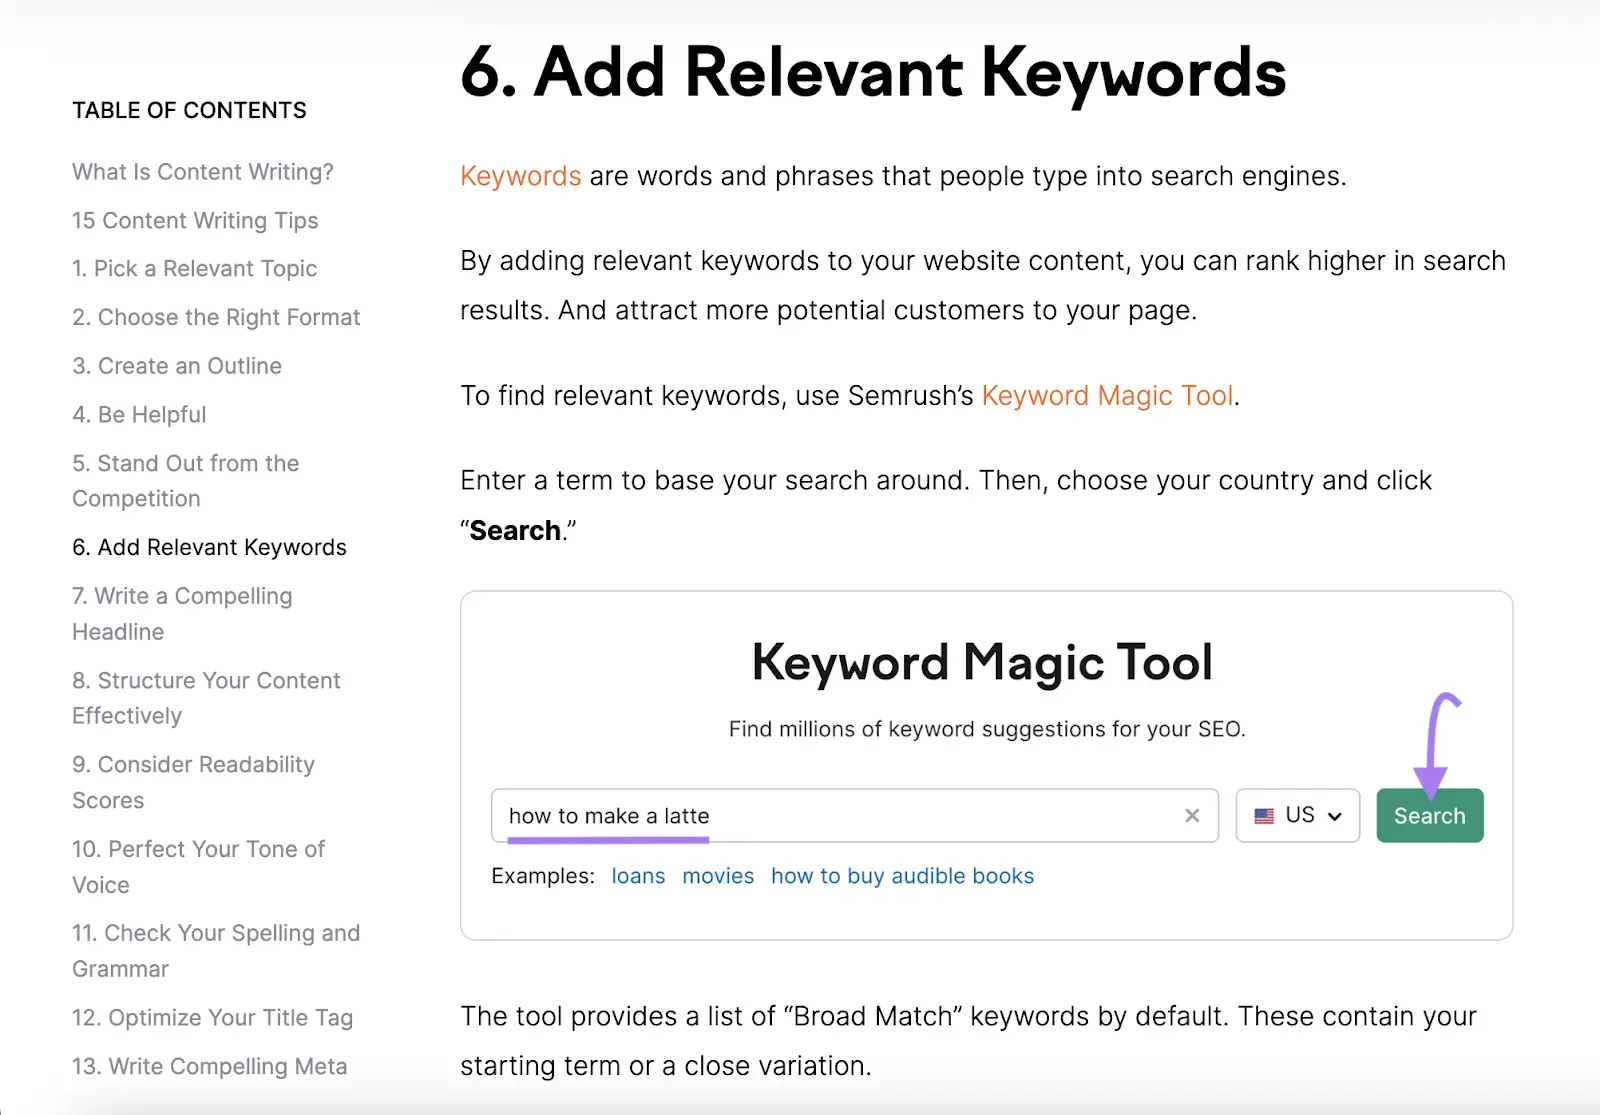 TABLE OF CONTENTS
What Is Content Writing?
15 Content Writing Tips
1. Pick a Relevant Topic
2. Choose the Right Format
3. Create an Outline
4. Be Helpful
5. Stand Out from the
Competition
6. Add Relevant Keywords
7. Write a Compelling
Headline
8. Structure Your Content
Effectively
9. Consider Readability
Scores
10. Perfect Your Tone of
Voice
11. Check Your Spelling and
Grammar
12. Optimize Your Title Tag
13. Write Compelling Meta
6. Add Relevant Keywords
Keywords are words and phrases that people type into search engines.
By adding relevant keywords to your website content, you can rank higher in search
results. And attract more potential customers to your page.
To find relevant keywords, use Semrush’s Keyword Magic Tool.
Enter a term to base your search around. Then, choose your country and click
“Search.”
Keyword Magic Tool
Find millions of keyword suggestions for your SEO.
how to make a latte US Search
Examples: loans movies how to buy audible books
The tool provides a list of “Broad Match” keywords by default. These contain your
starting term or a close variation.